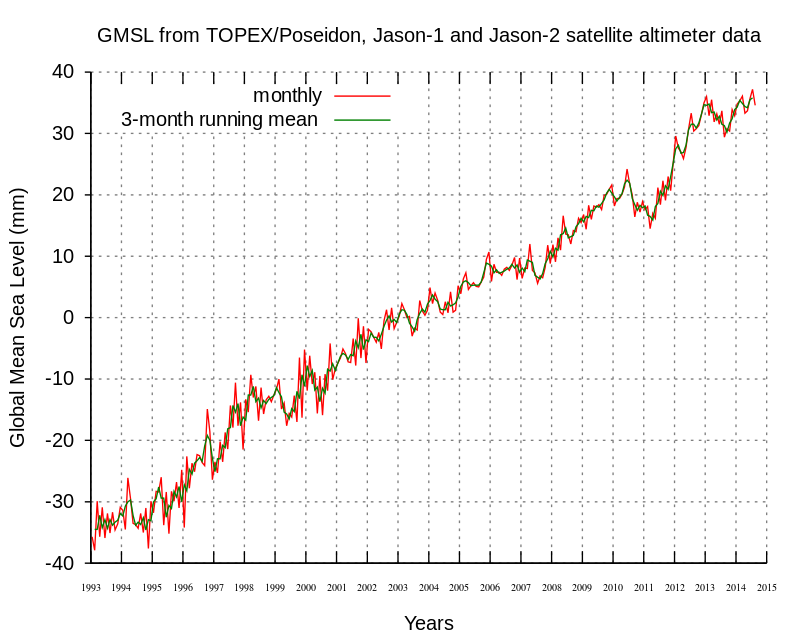 GMSL from TOPEX/Poseidon, Jason-1 and Jason-2 satellite altimeter data
monthly
3-month running mean
Global Mean Sea Level (mm)
40
30
20
10
0
-10
-20
-30
-40
1993 1994 1995 1996 1997 1998 1999 2000 2001 2002 2003 2004 2005 2006 2007 2008 2009 2010 2011 2012 2013 2014 2015
Years